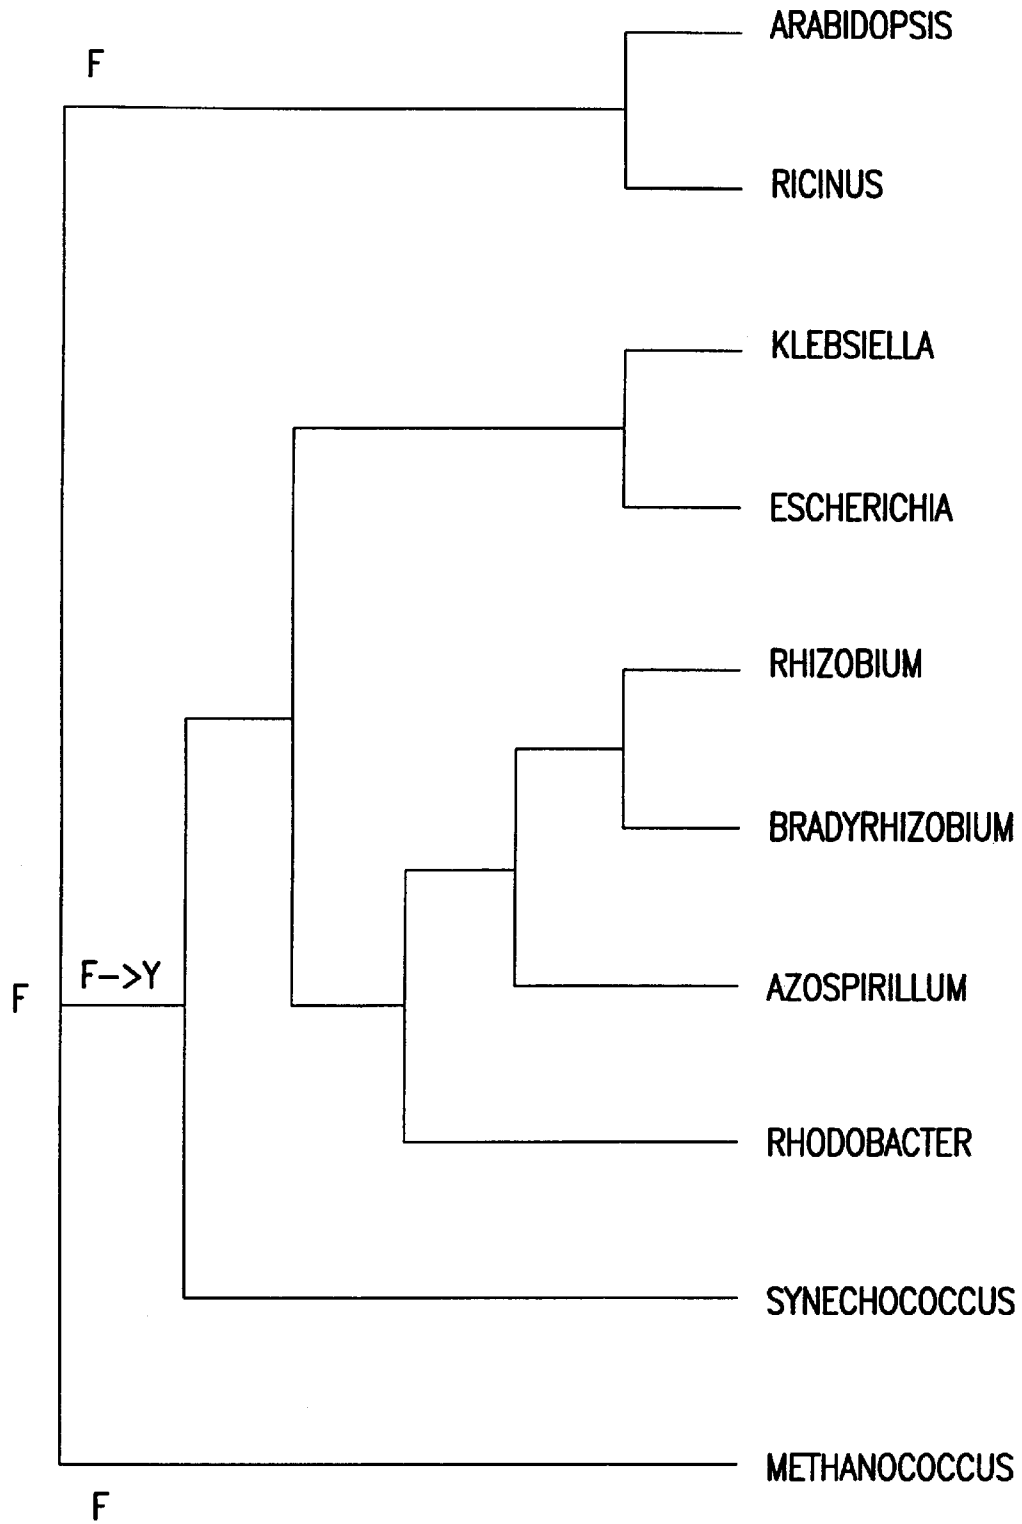 ARABIDOPSIS
F
RICINUS
KLEBSIELLA
ESCHERICHIA
RHIZOBIUM
BRADYRHIZOBIUM
F->Y
F
AZOSPIRILLUM
RHODOBACTER
SYNECHOCOCCUS
METHANOCOCCUS
F